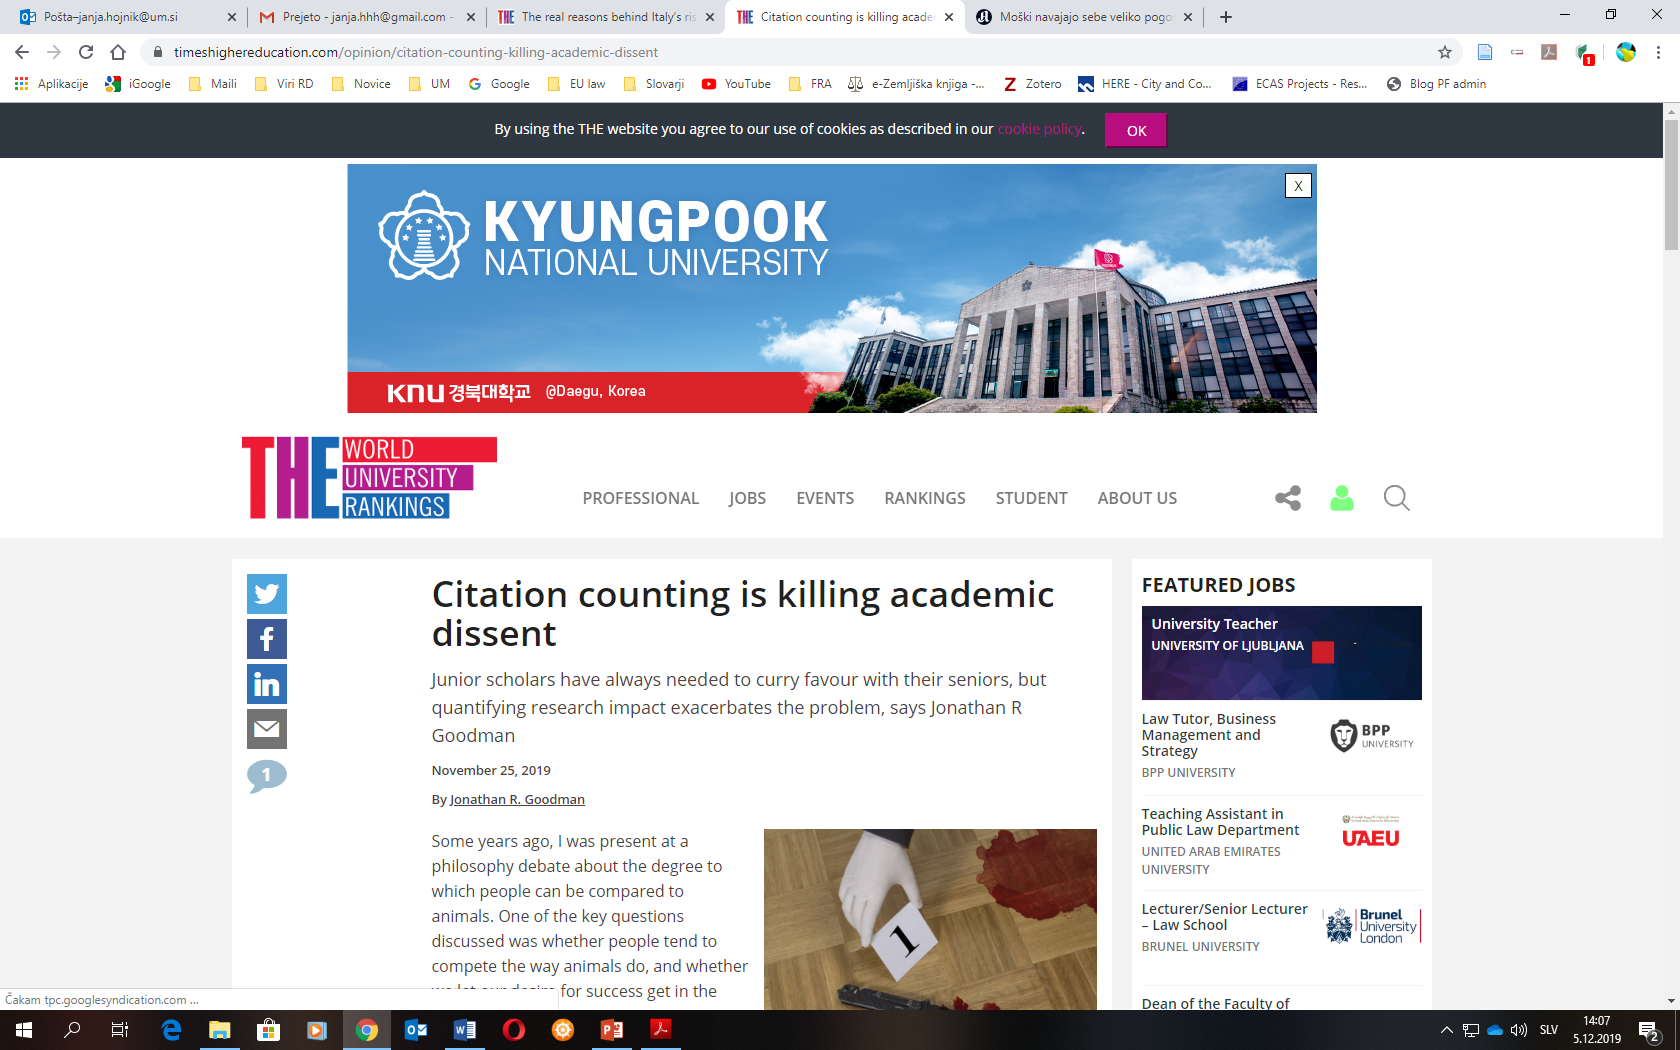 Pošta–janja.hojnik@um.si
Prejeto - janja.hhh@gmail.com -
THE The real reasons behind Italy's ris
THE Citation counting is killing acade
Moški navajajo sebe veliko pogo
timeshighereducation.com/opinion/citation-counting-killing-academic-dissent
1
Aplikacije iGoogle Maili Viri RD Novice UM Google EU law Slovarji YouTube FRA e-Zemljiška knjiga -... Zotero HERE - City and Co... ECAS Projects - Res... Blog PF admin
By using the THE website you agree to our use of cookies as described in our cookie policy. OK
X
KYUNGPOOK
NATIONAL UNIVERSITY
KNU 경북대학교 @Daegu, Korea
THE WORLD
UNIVERSITY
RANKINGS
PROFESSIONAL JOBS EVENTS RANKINGS STUDENT ABOUT US
Citation counting is killing academic
dissent
Junior scholars have always needed to curry favour with their seniors, but
quantifying research impact exacerbates the problem, says Jonathan R
Goodman
November 25, 2019
By Jonathan R. Goodman
1
Some years ago, I was present at a
philosophy debate about the degree to
which people can be compared to
animals. One of the key questions
discussed was whether people tend to
compete the way animals do, and whether
we let our desire for success get in the
1
FEATURED JOBS
University Teacher
UNIVERSITY OF LJUBLJANA
Law Tutor, Business
Management and
Strategy
BPP UNIVERSITY
BPP
UNIVERSITY
Teaching Assistant in
Public Law Department
UNITED ARAB EMIRATES
UNIVERSITY
UAEU
Lecturer/Senior Lecturer
– Law School
BRUNEL UNIVERSITY
Brunel
University
London
Dean of the Faculty of
Čakam tpc.googlesyndication.com ...
SLV
14:07
5.12.2019
2